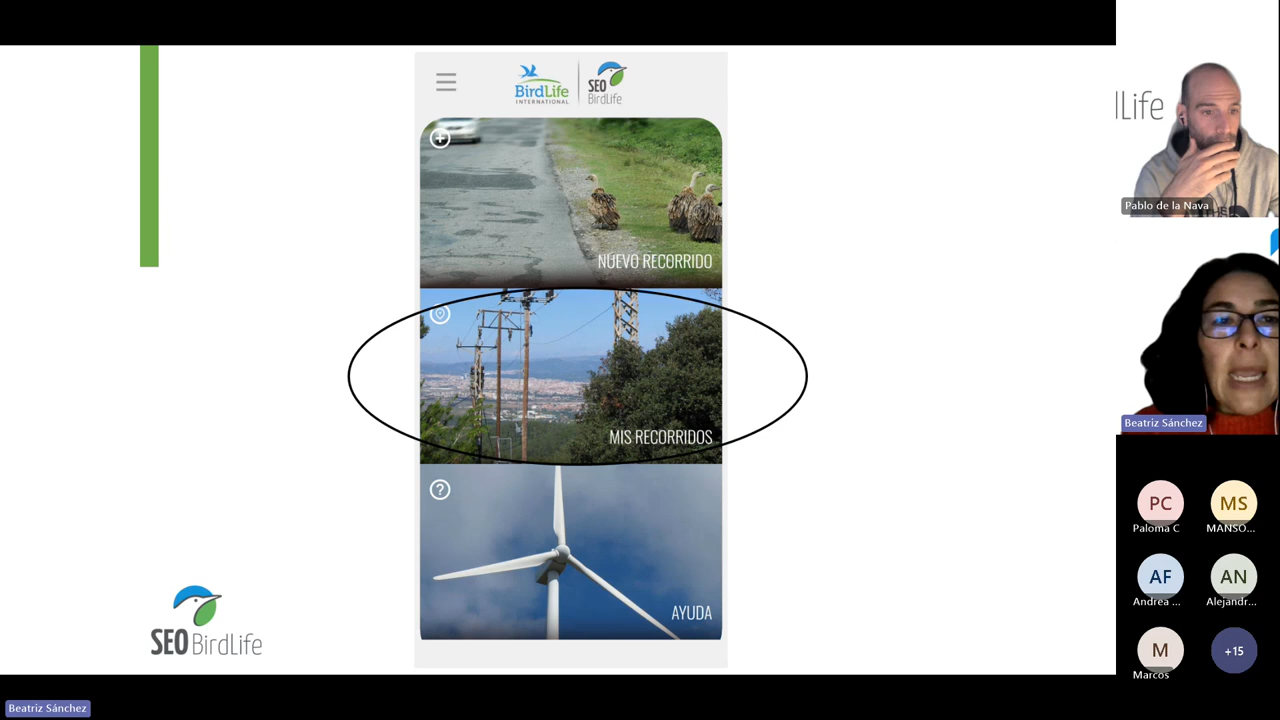 BirdLife
INTERNATIONAL
SEO
BirdLife
NUEVO RECORRIDO
MIS RECORRIDOS
?
AYUDA
SEO BirdLife
Beatriz Sánchez
lLife
Pablo de la Nava
Beatriz Sánchez
PC
Paloma C
MS
MANSO...
AF
Andrea ...
AN
Alejandr...
M
Marcos
+15